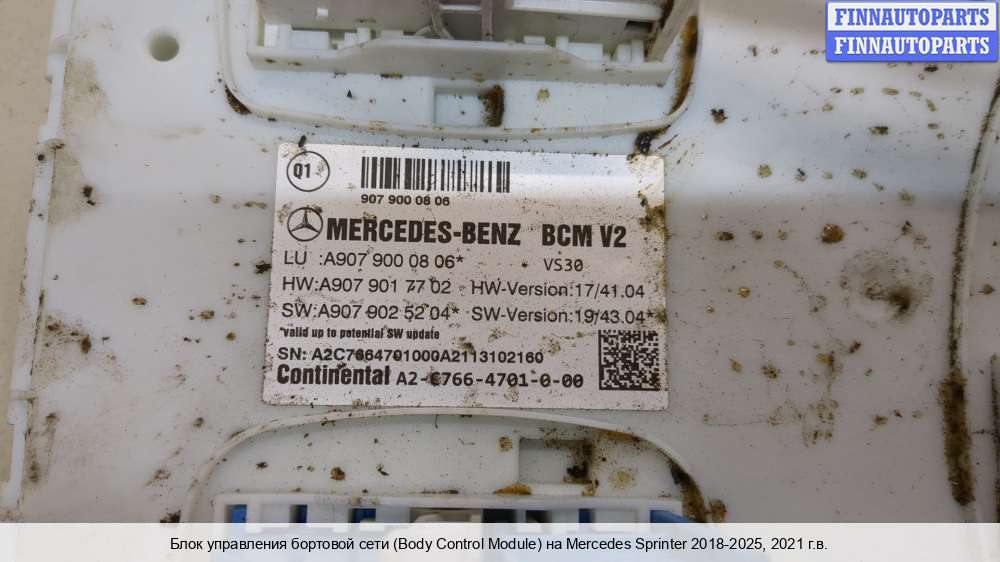 FINNAUTOPARTS
FINNAUTOPARTS
Q1
907 900 08 06
MERCEDES-BENZ BCM V2
LU :A907 900 08 06* VS30
HW:A907 901 77 02 HW-Version:17/41.04
SW:A907 902 52 04* SW-Version:19/43.04*
*valid up to potential SW update
SN: A2C7664701000A2113102160
Continental A2-C766-4701-0-00
Блок управления бортовой сети (Body Control Module) на Mercedes Sprinter 2018-2025, 2021 г.в.